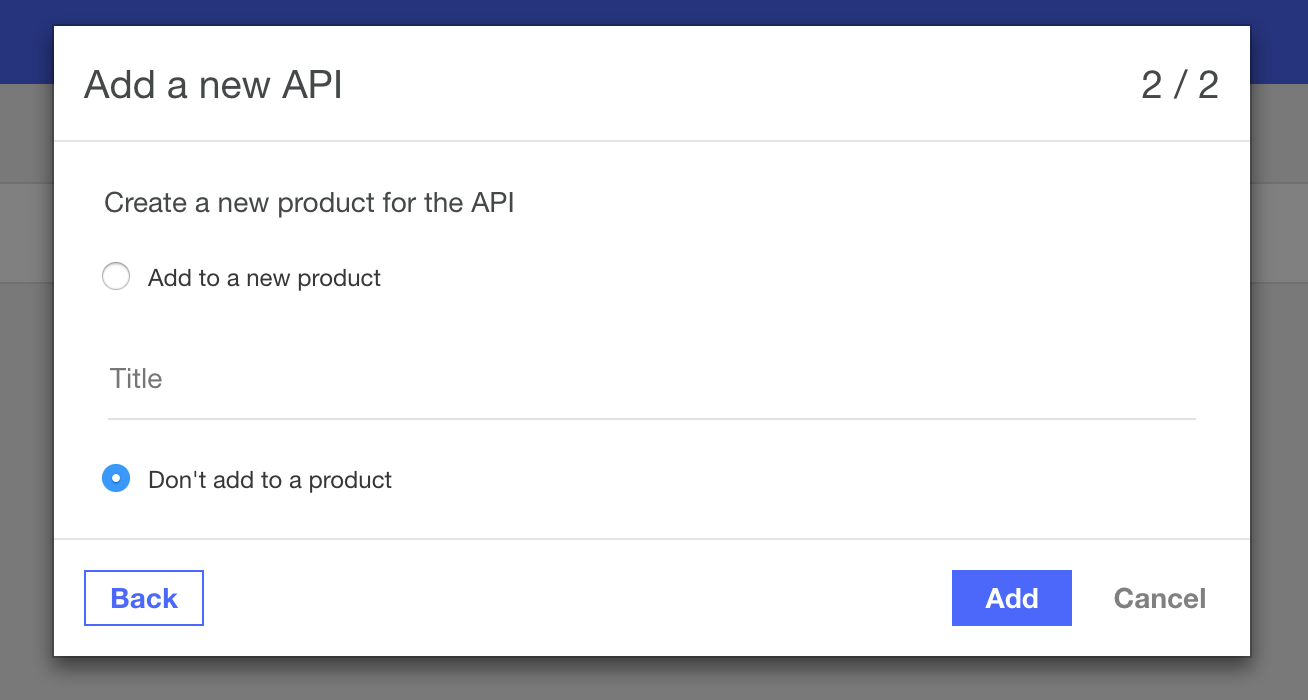 Add a new API 2 / 2
Create a new product for the API
Add to a new product
Title
Don't add to a product
Back Add Cancel